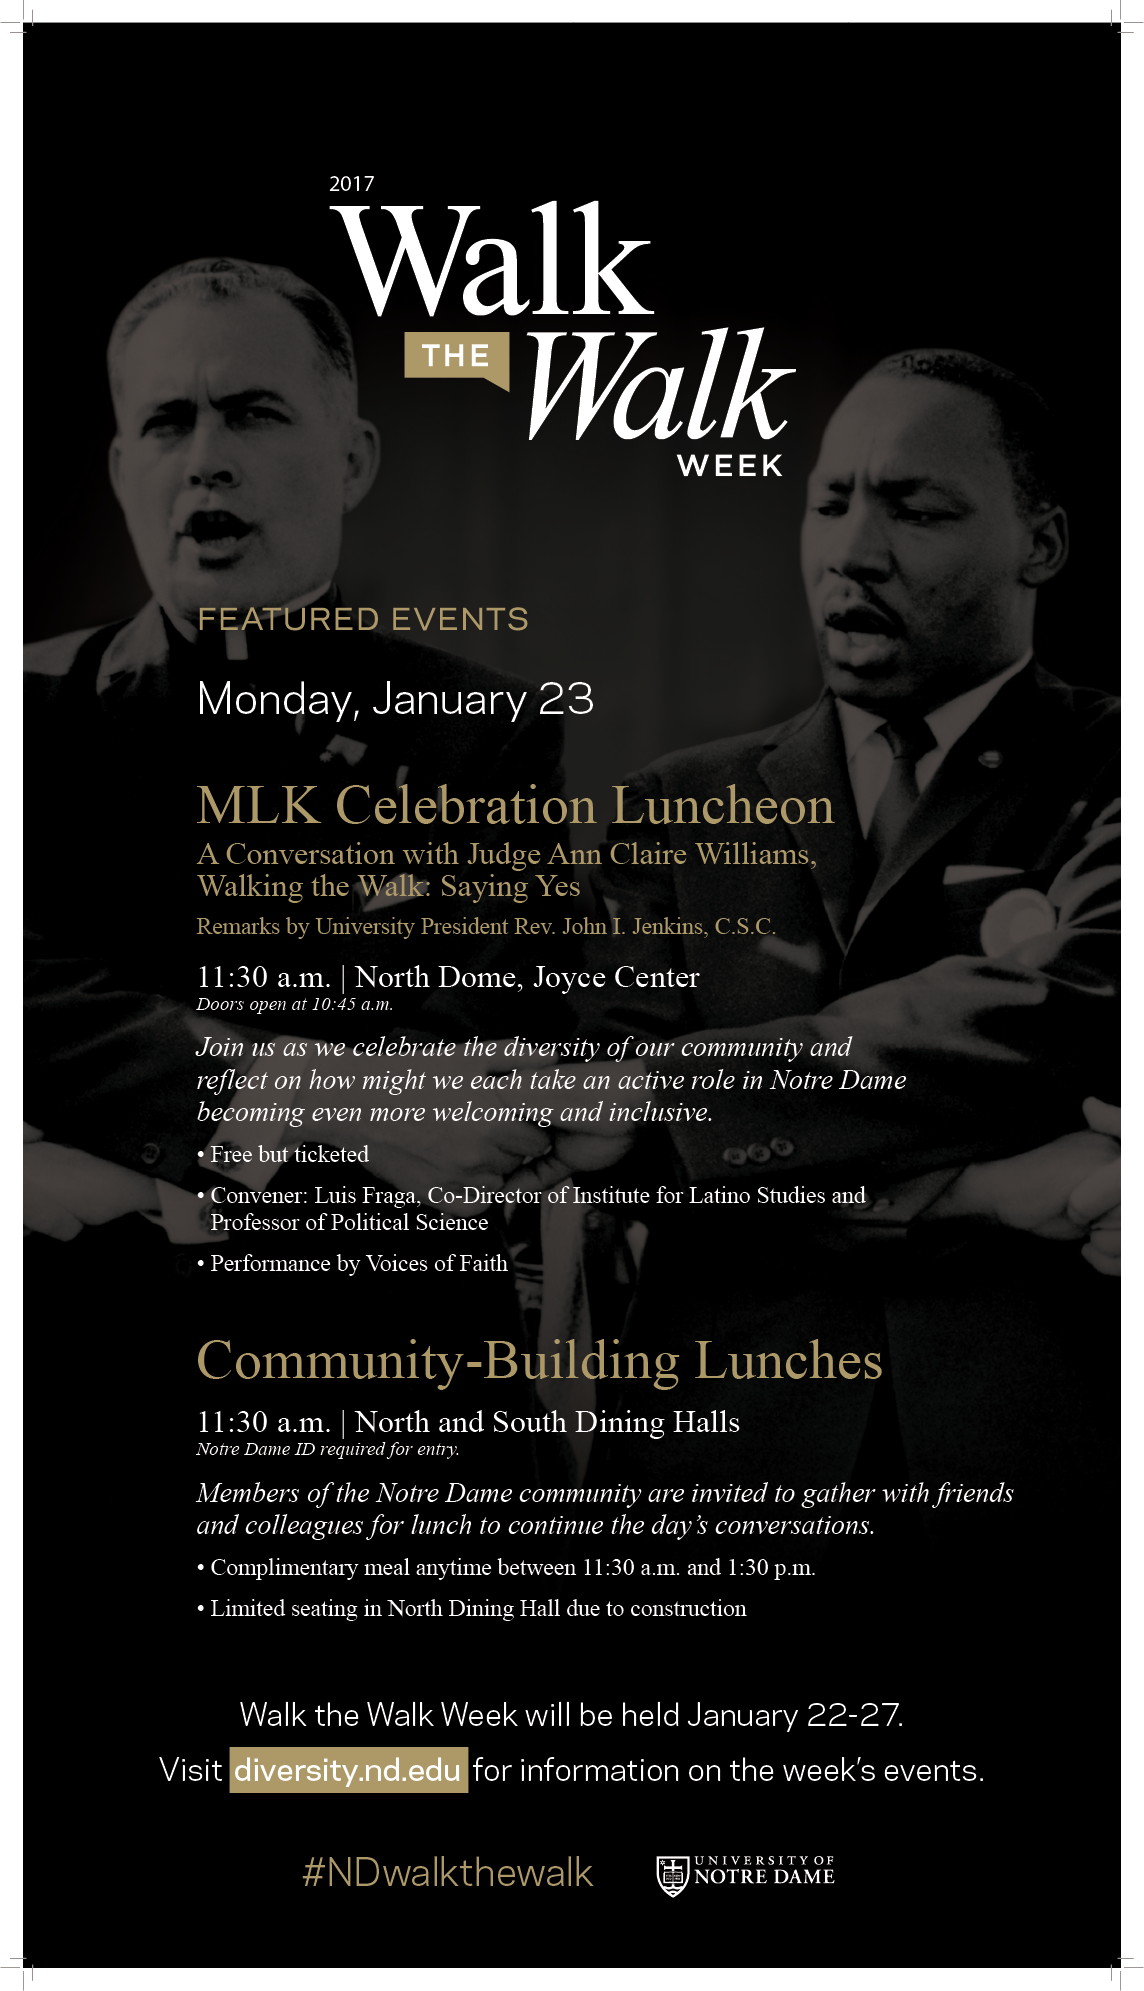 2017
Walk
THE
Walk
WEEK
FEATURED EVENTS
Monday, January 23
MLK Celebration Luncheon
A Conversation with Judge Ann Claire Williams,
Walking the Walk: Saying Yes
Remarks by University President Rev. John I. Jenkins, C.S.C.
11:30 a.m. | North Dome, Joyce Center
Doors open at 10:45 a.m.
Join us as we celebrate the diversity of our community and
reflect on how might we each take an active role in Notre Dame
becoming even more welcoming and inclusive.
• Free but ticketed
• Convener: Luis Fraga, Co-Director of Institute for Latino Studies and
Professor of Political Science
• Performance by Voices of Faith
Community-Building Lunches
11:30 a.m. | North and South Dining Halls
Notre Dame ID required for entry.
Members of the Notre Dame community are invited to gather with friends
and colleagues for lunch to continue the day’s conversations.
• Complimentary meal anytime between 11:30 a.m. and 1:30 p.m.
• Limited seating in North Dining Hall due to construction
Walk the Walk Week will be held January 22-27.
Visit diversity.nd.edu for information on the week’s events.
#NDwalkthewalk
UNIVERSITY OF
NOTRE DAME